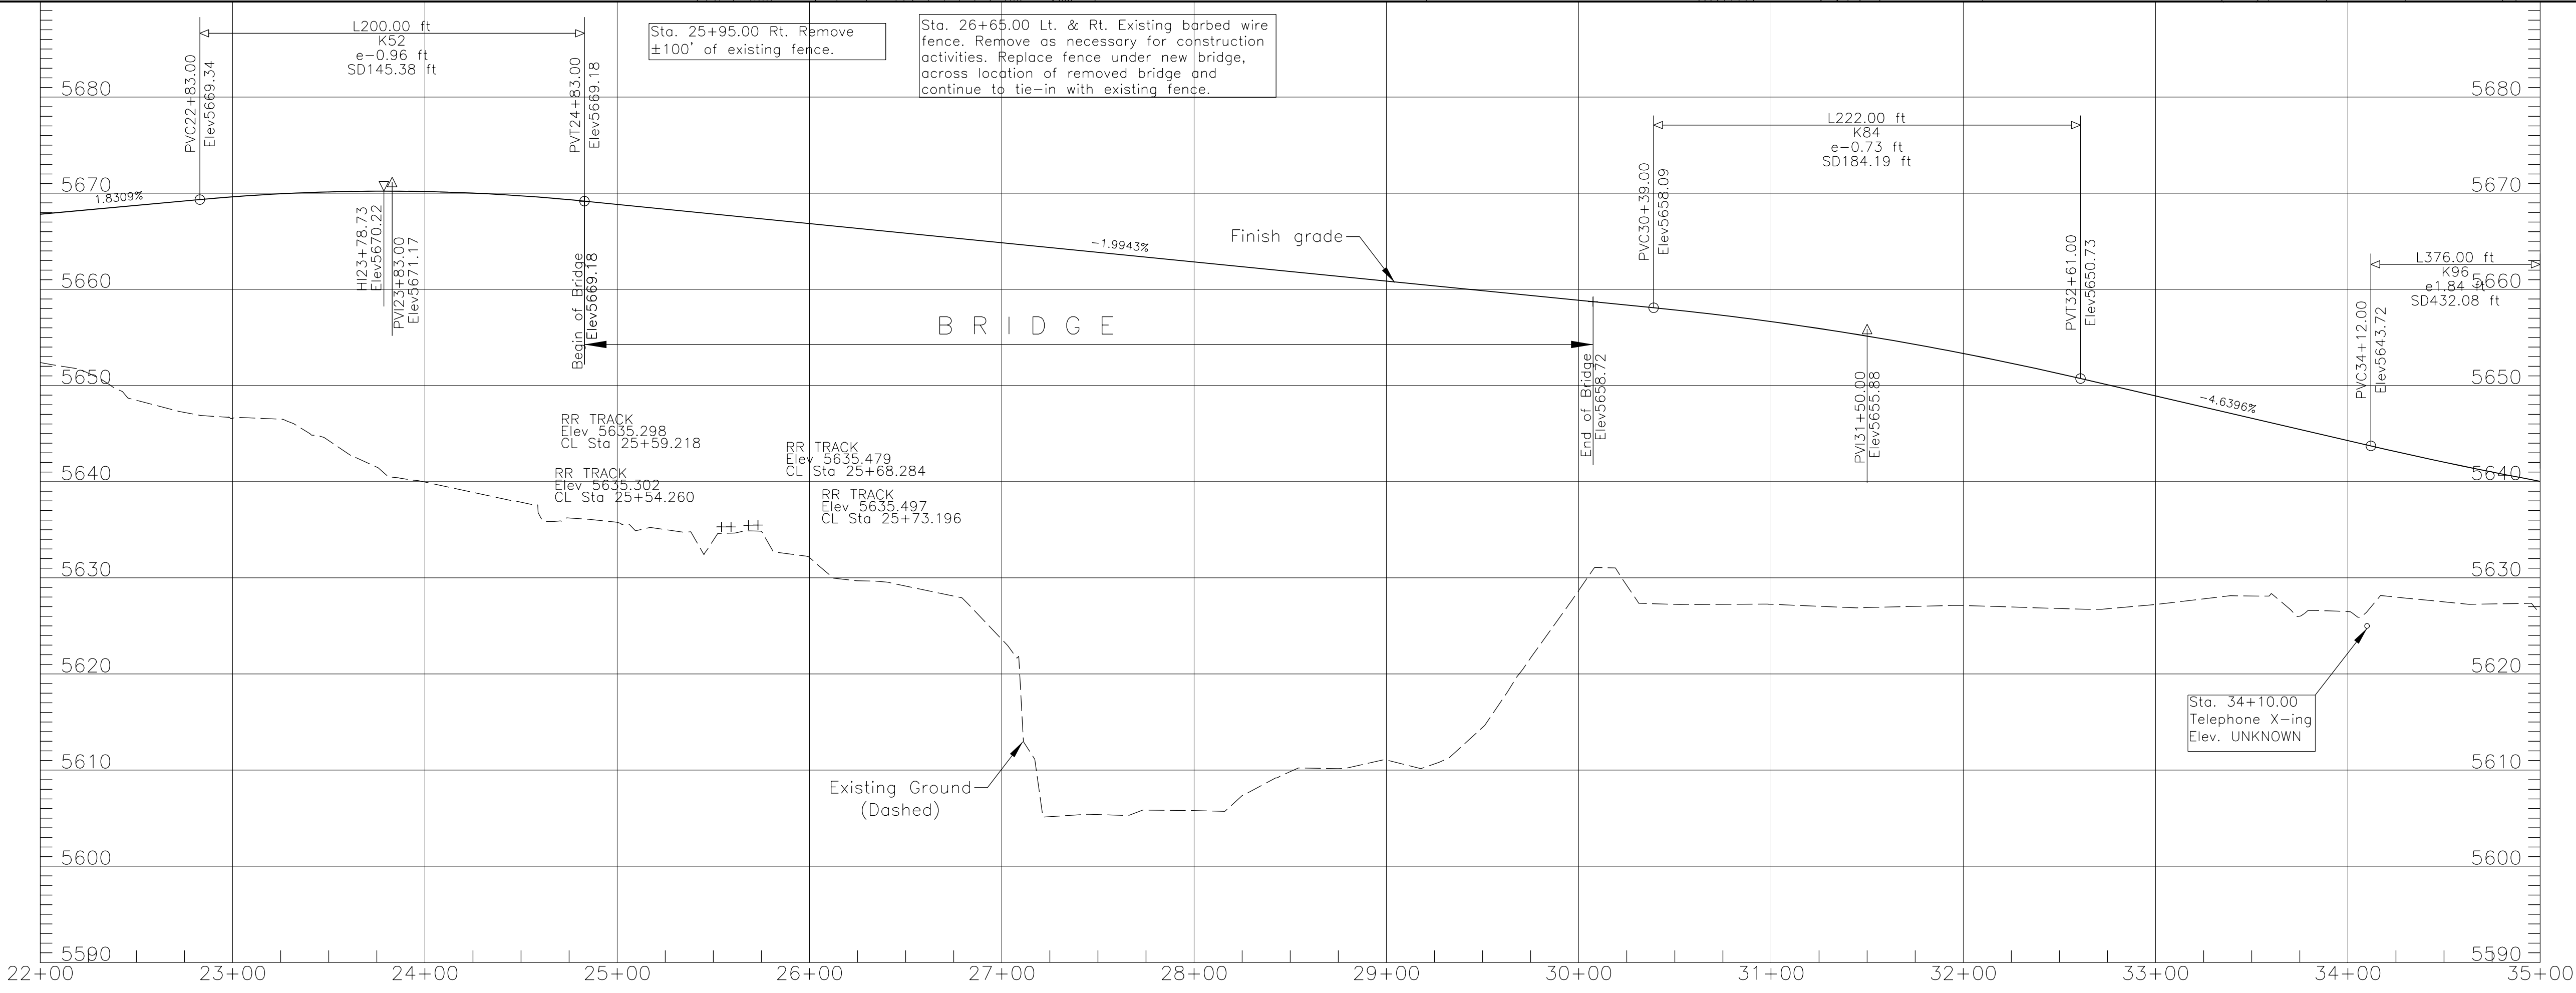 L200.00 ft
K52
e-0.96 ft
SD145.38 ft
PVC22+83.00
Elev5669.34
PVT24+83.00
Elev5669.18
Sta. 25+95.00 Rt. Remove
±100' of existing fence.
Sta. 26+65.00 Lt. & Rt. Existing barbed wire
fence. Remove as necessary for construction
activities. Replace fence under new bridge,
across location of removed bridge and
continue to tie-in with existing fence.
L222.00 ft
K84
e-0.73 ft
SD184.19 ft
PVC30+39.00
Elev5658.09
PVT32+61.00
Elev5650.73
L376.00 ft
K96
e1.84 ft
SD432.08 ft
PVC34+12.00
Elev5643.72
1.8309%
HI23+78.73
Elev5670.22
PVI23+83.00
Elev5671.17
Begin of Bridge
Elev5669.18
-1.9943%
Finish grade
BRIDGE
End of Bridge
Elev5658.72
PVI31+50.00
Elev5655.88
-4.6396%
RR TRACK
Elev 5635.298
CL Sta 25+59.218
RR TRACK
Elev 5635.302
CL Sta 25+54.260
RR TRACK
Elev 5635.479
CL Sta 25+68.284
RR TRACK
Elev 5635.497
CL Sta 25+73.196
Existing Ground
(Dashed)
Sta. 34+10.00
Telephone X-ing
Elev. UNKNOWN
5680
5670
5660
5650
5640
5630
5620
5610
5600
5590
5680
5670
5660
5650
5640
5630
5620
5610
5600
5590
22+00 23+00 24+00 25+00 26+00 27+00 28+00 29+00 30+00 31+00 32+00 33+00 34+00 35+00